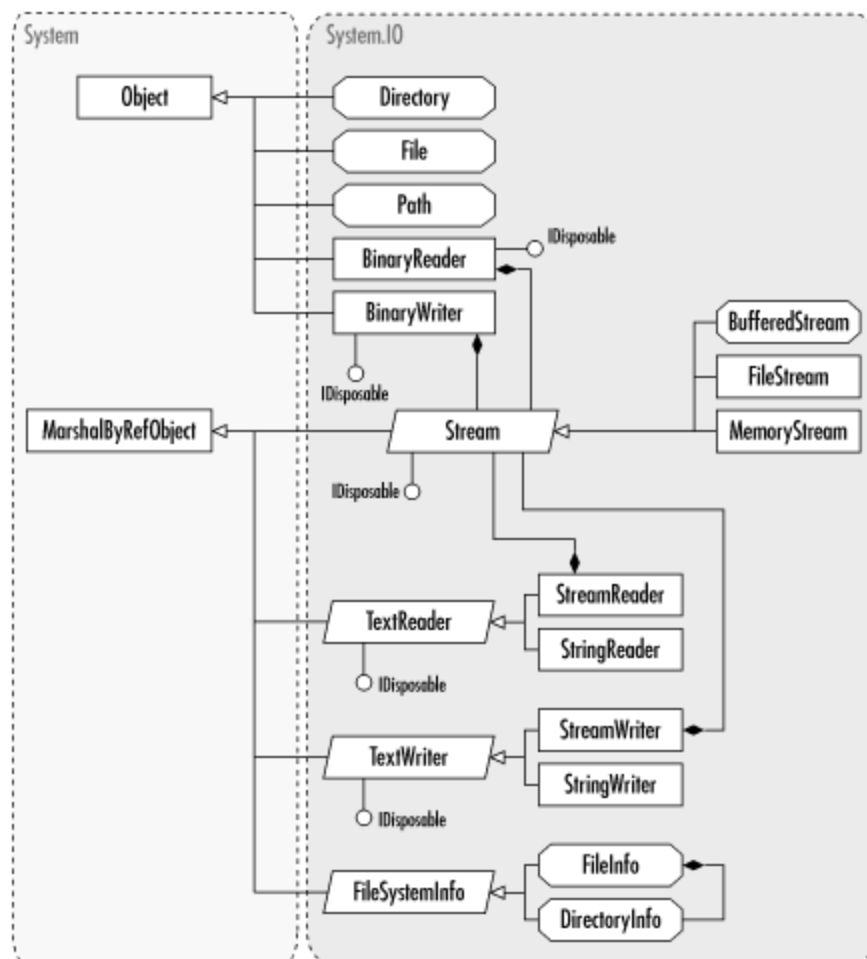 System
System.IO
Object
Directory
File
Path
IDisposable
BinaryReader
BinaryWriter
BufferedStream
FileStream
IDisposable
MarshalByRefObject
Stream
MemoryStream
IDisposable
StreamReader
TextReader
StringReader
IDisposable
StreamWriter
TextWriter
StringWriter
IDisposable
FileInfo
FileSystemInfo
DirectoryInfo